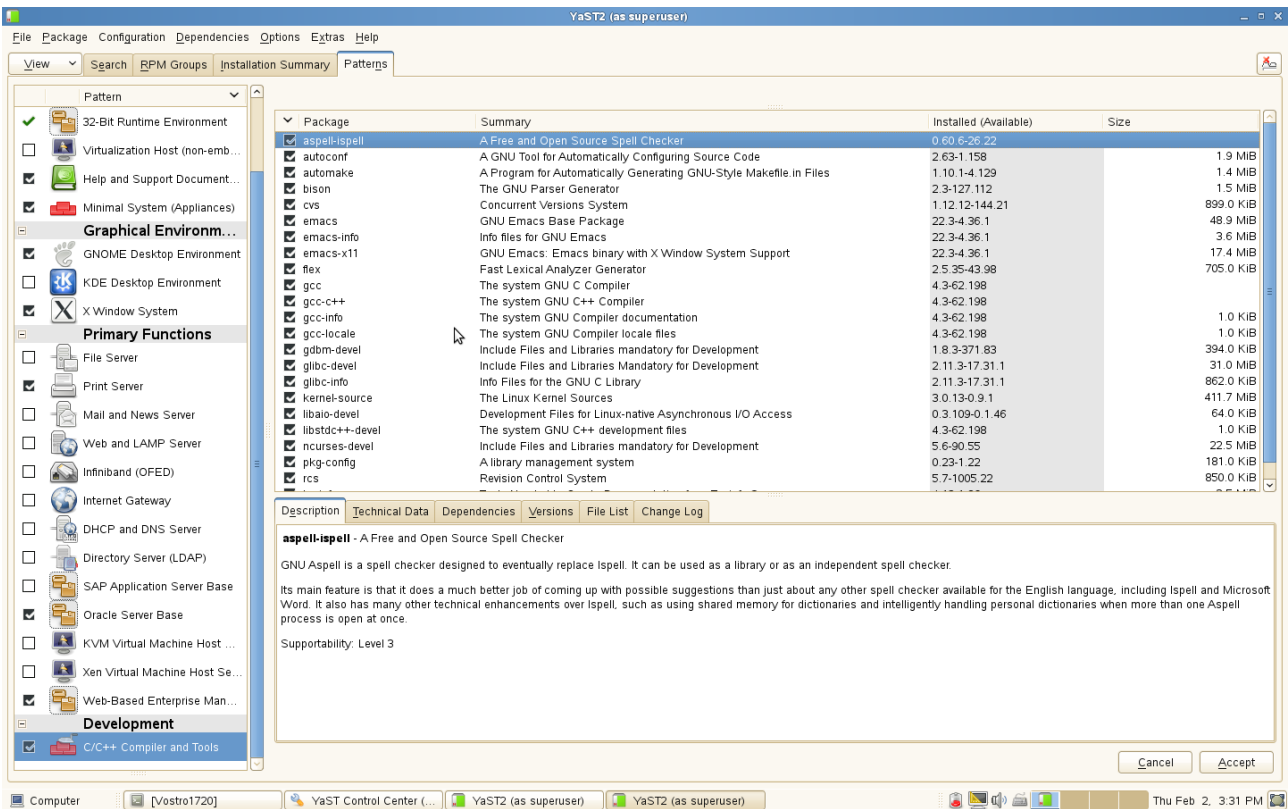 YaST2 (as superuser)
File Package Configuration Dependencies Options Extras Help
View Search RPM Groups Installation Summary Patterns
Pattern
32-Bit Runtime Environment
Virtualization Host (non-emb...
Help and Support Document...
Minimal System (Appliances)
Graphical Environm...
GNOME Desktop Environment
KDE Desktop Environment
X Window System
Primary Functions
File Server
Print Server
Mail and News Server
Web and LAMP Server
Infiniband (OFED)
Internet Gateway
DHCP and DNS Server
Directory Server (LDAP)
SAP Application Server Base
Oracle Server Base
KVM Virtual Machine Host ...
Xen Virtual Machine Host Se...
Web-Based Enterprise Man...
Development
C/C++ Compiler and Tools
Package Summary Installed (Available) Size
aspell-ispell A Free and Open Source Spell Checker 0.60.6-26.22
autoconf A GNU Tool for Automatically Configuring Source Code 2.63-1.158 1.9 MiB
automake A Program for Automatically Generating GNU-Style Makefile.in Files 1.10.1-4.129 1.4 MiB
bison The GNU Parser Generator 2.3-127.112 1.5 MiB
cvs Concurrent Versions System 1.12.12-144.21 899.0 KiB
emacs GNU Emacs Base Package 22.3-4.36.1 48.9 MiB
emacs-info Info files for GNU Emacs 22.3-4.36.1 3.6 MiB
emacs-x11 GNU Emacs: Emacs binary with X Window System Support 22.3-4.36.1 17.4 MiB
flex Fast Lexical Analyzer Generator 2.5.35-43.98 705.0 KiB
gcc The system GNU C Compiler 4.3-62.198
gcc-c++ The system GNU C++ Compiler 4.3-62.198
gcc-info The system GNU Compiler documentation 4.3-62.198 1.0 KiB
gcc-locale The system GNU Compiler locale files 4.3-62.198 1.0 KiB
gdbm-devel Include Files and Libraries mandatory for Development 1.8.3-371.83 394.0 KiB
glibc-devel Include Files and Libraries Mandatory for Development 2.11.3-17.31.1 31.0 MiB
glibc-info Info Files for the GNU C Library 2.11.3-17.31.1 862.0 KiB
kernel-source The Linux Kernel Sources 3.0.13-0.9.1 411.7 MiB
libaio-devel Development Files for Linux-native Asynchronous I/O Access 0.3.109-0.1.46 64.0 KiB
libstdc++-devel The system GNU C++ development files 4.3-62.198 1.0 KiB
ncurses-devel Include Files and Libraries mandatory for Development 5.6-90.55 22.5 MiB
pkg-config A library management system 0.23-1.22 181.0 KiB
rcs Revision Control System 5.7-1005.22 850.0 KiB
Description Technical Data Dependencies Versions File List Change Log
aspell-ispell - A Free and Open Source Spell Checker
GNU Aspell is a spell checker designed to eventually replace Ispell. It can be used as a library or as an independent spell checker.
Its main feature is that it does a much better job of coming up with possible suggestions than just about any other spell checker available for the English language, including Ispell and Microsoft
Word. It also has many other technical enhancements over Ispell, such as using shared memory for dictionaries and intelligently handling personal dictionaries when more than one Aspell
process is open at once.
Supportability: Level 3
Cancel Accept
Computer [Vostro1720] YaST Control Center (... YaST2 (as superuser) YaST2 (as superuser) Thu Feb 2, 3:31 PM